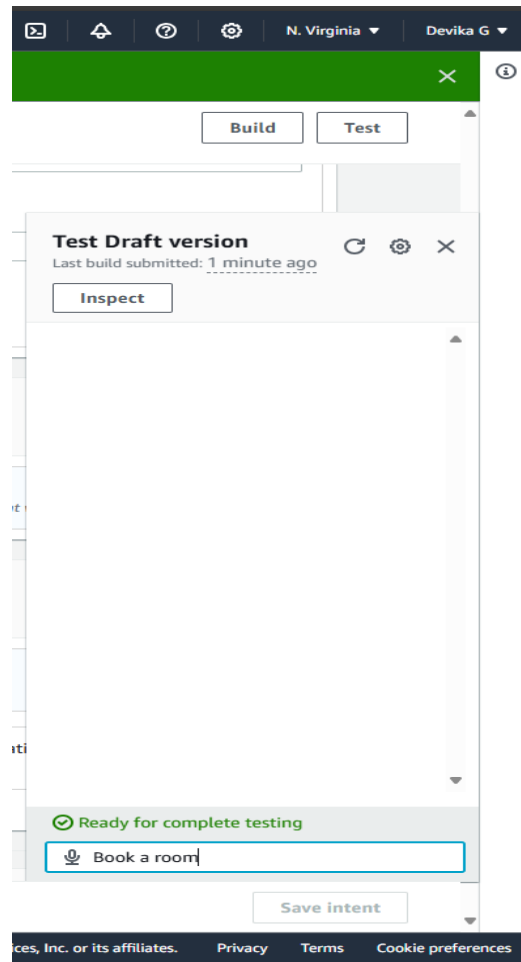 N. Virginia ▼ Devika G ▼
Build Test
Test Draft version
Last build submitted: 1 minute ago
Inspect
Ready for complete testing
Book a room
Save intent
ices, Inc. or its affiliates. Privacy Terms Cookie preferences